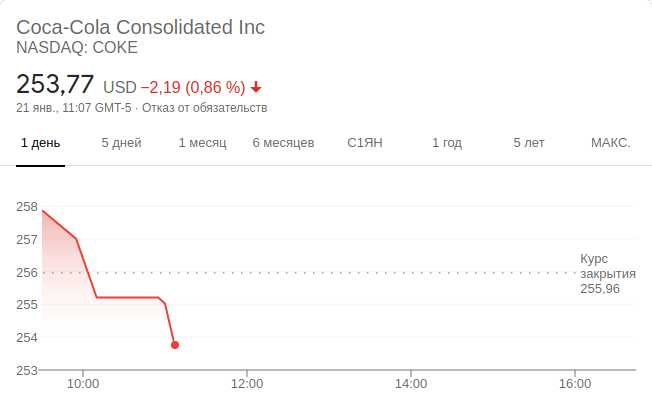 Coca-Cola Consolidated Inc
NASDAQ: COKE
253,77 USD −2,19 (0,86 %)
21 янв., 11:07 GMT-5 · Отказ от обязательств
1 день 5 дней 1 месяц 6 месяцев С1ЯН 1 год 5 лет МАКС.
258
257
Курс
256 закрытия
255,96
255
254
253
10:00 12:00 14:00 16:00